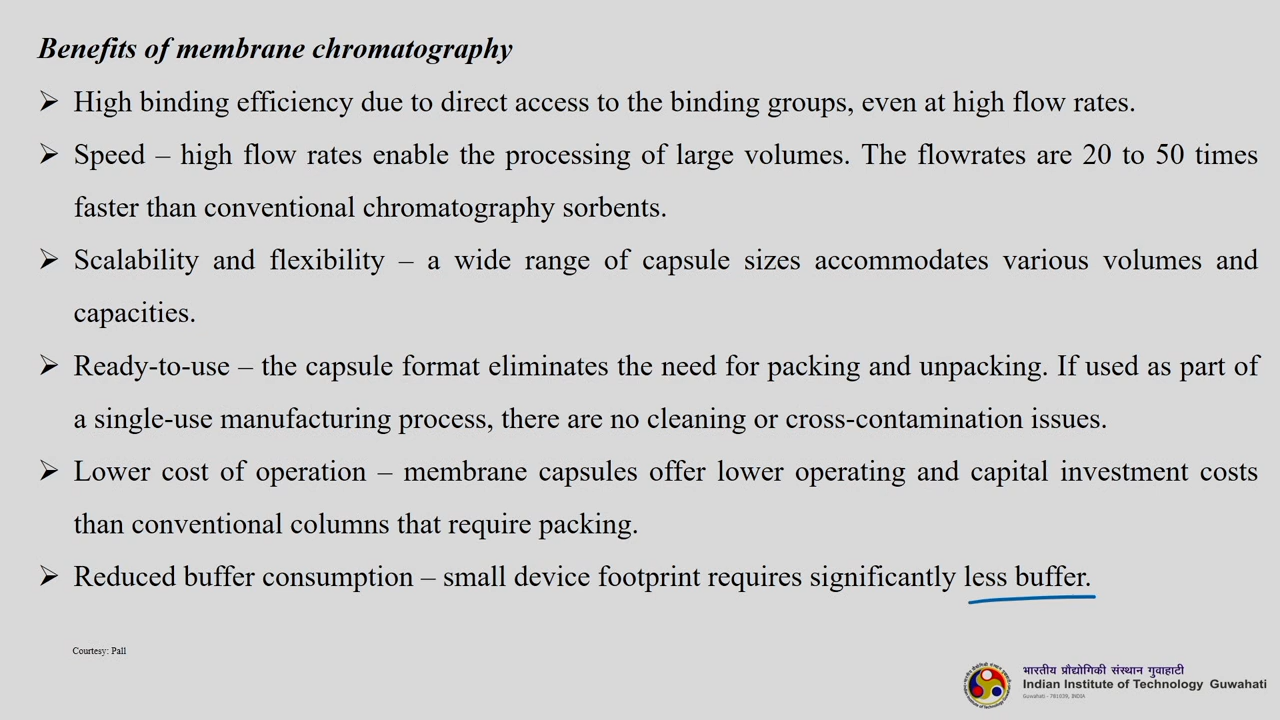 Benefits of membrane chromatography
➢ High binding efficiency due to direct access to the binding groups, even at high flow rates.
➢ Speed – high flow rates enable the processing of large volumes. The flowrates are 20 to 50 times
faster than conventional chromatography sorbents.
➢ Scalability and flexibility – a wide range of capsule sizes accommodates various volumes and
capacities.
➢ Ready-to-use – the capsule format eliminates the need for packing and unpacking. If used as part of
a single-use manufacturing process, there are no cleaning or cross-contamination issues.
➢ Lower cost of operation – membrane capsules offer lower operating and capital investment costs
than conventional columns that require packing.
➢ Reduced buffer consumption – small device footprint requires significantly less buffer.
Courtesy: Pall
भारतीय प्रौद्योगिकी संस्थान गुवाहाटी
Indian Institute of Technology Guwahati
Guwahati - 781039, INDIA